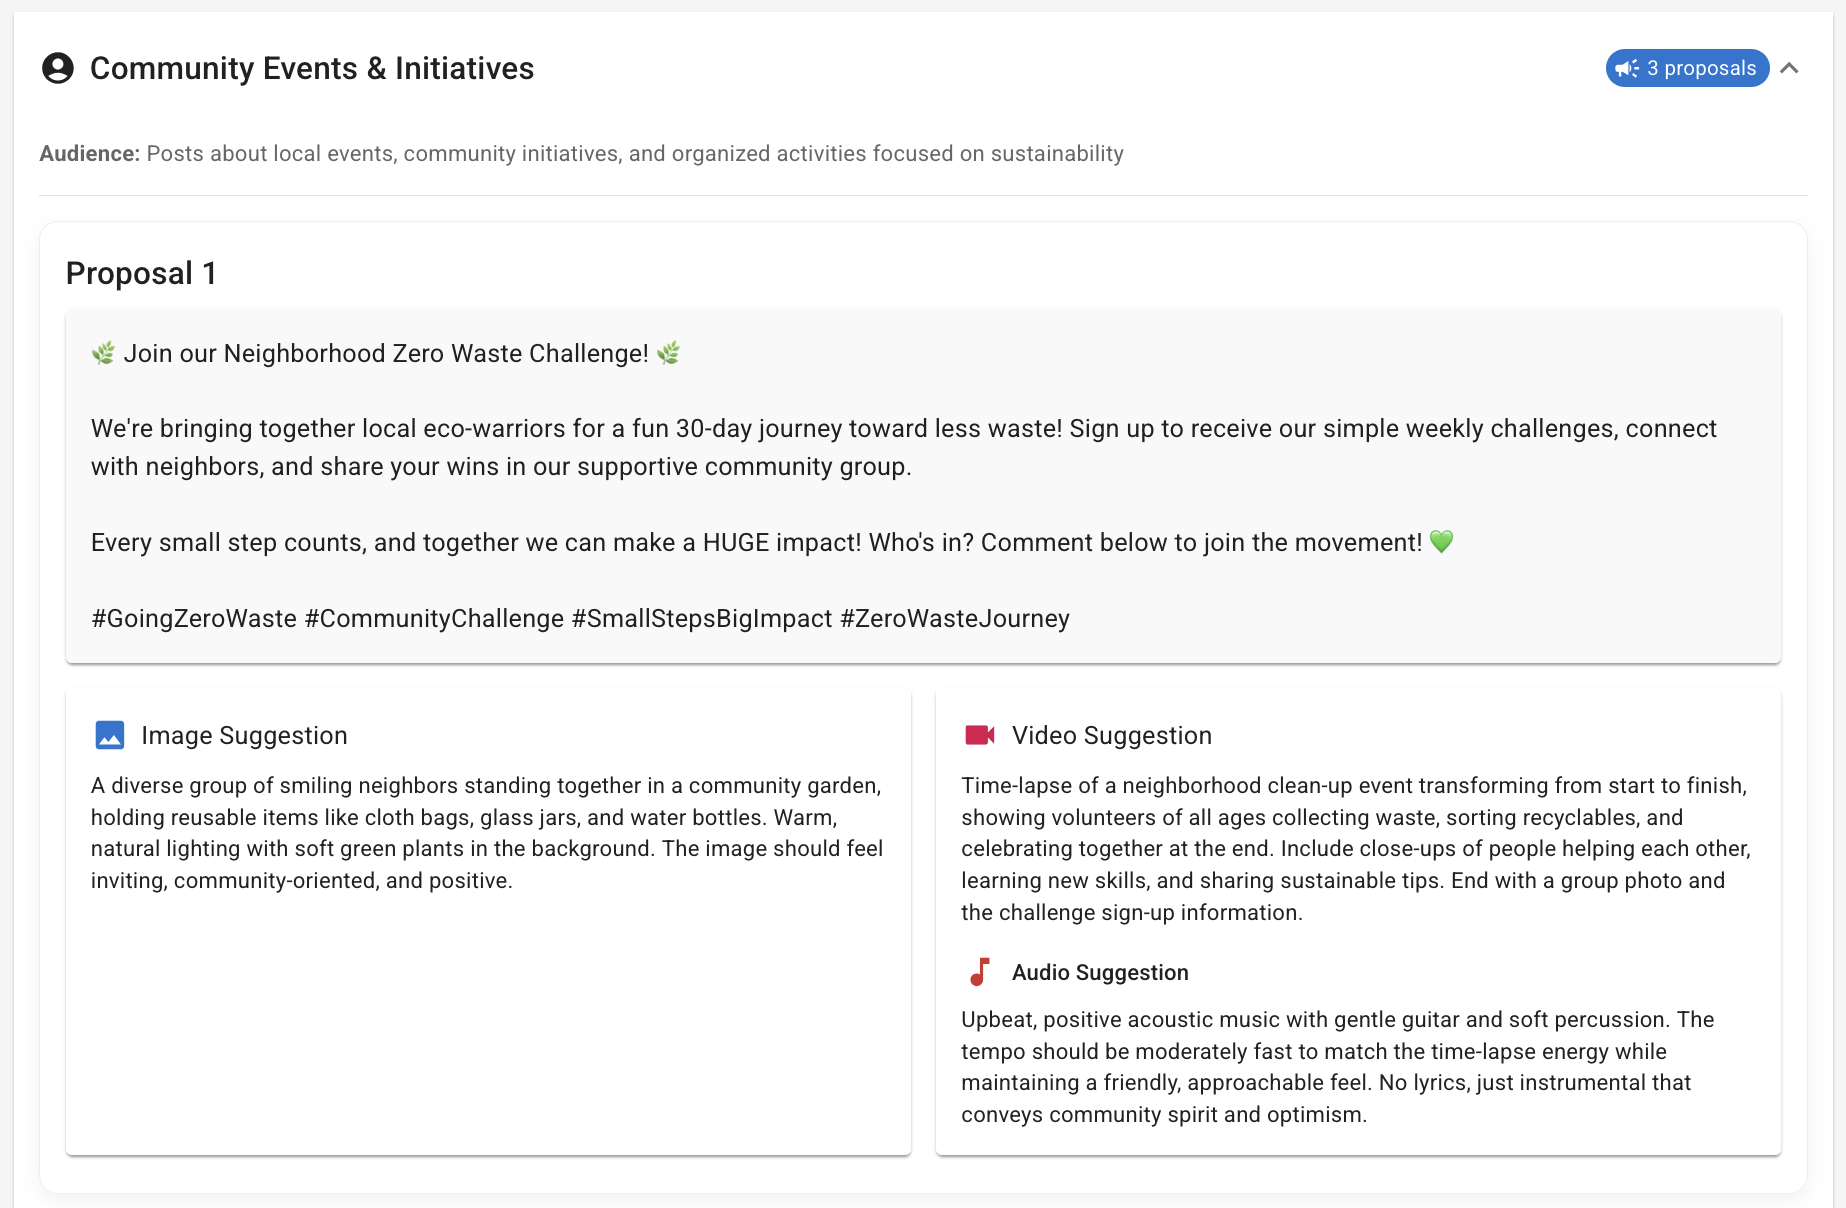 Community Events & Initiatives
3 proposals
Audience: Posts about local events, community initiatives, and organized activities focused on sustainability
Proposal 1
🌿 Join our Neighborhood Zero Waste Challenge! 🌿
We're bringing together local eco-warriors for a fun 30-day journey toward less waste! Sign up to receive our simple weekly challenges, connect
with neighbors, and share your wins in our supportive community group.
Every small step counts, and together we can make a HUGE impact! Who's in? Comment below to join the movement! 💚
#GoingZeroWaste #CommunityChallenge #SmallStepsBigImpact #ZeroWasteJourney
Image Suggestion
A diverse group of smiling neighbors standing together in a community garden,
holding reusable items like cloth bags, glass jars, and water bottles. Warm,
natural lighting with soft green plants in the background. The image should feel
inviting, community-oriented, and positive.
Video Suggestion
Time-lapse of a neighborhood clean-up event transforming from start to finish,
showing volunteers of all ages collecting waste, sorting recyclables, and
celebrating together at the end. Include close-ups of people helping each other,
learning new skills, and sharing sustainable tips. End with a group photo and
the challenge sign-up information.
Audio Suggestion
Upbeat, positive acoustic music with gentle guitar and soft percussion. The
tempo should be moderately fast to match the time-lapse energy while
maintaining a friendly, approachable feel. No lyrics, just instrumental that
conveys community spirit and optimism.